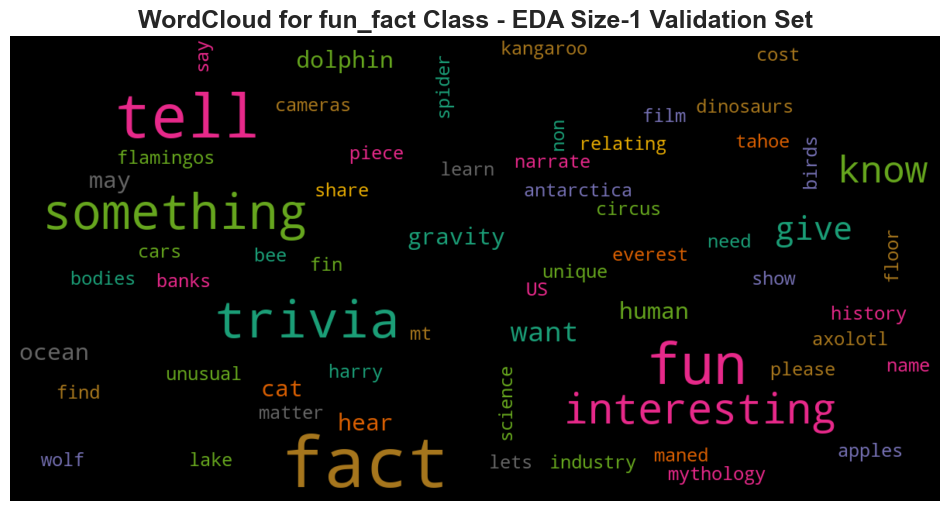 WordCloud for fun_fact Class - EDA Size-1 Validation Set
say
dolphin
kangaroo
cost
spider
tell
cameras
film
dinosaurs
non
relating
tahoe
birds
flamingos
piece
learn
narrate
know
may
share
antarctica
something
circus
gravity
need
give
floor
cars
bee
fin
everest
unique
bodies
banks
US
show
trivia
mt
want
human
history
axolotl
ocean
unusual
harry
fun
please
name
find
cat
matter
science
interesting
hear
fact
wolf
lake
lets
industry
maned
mythology
apples